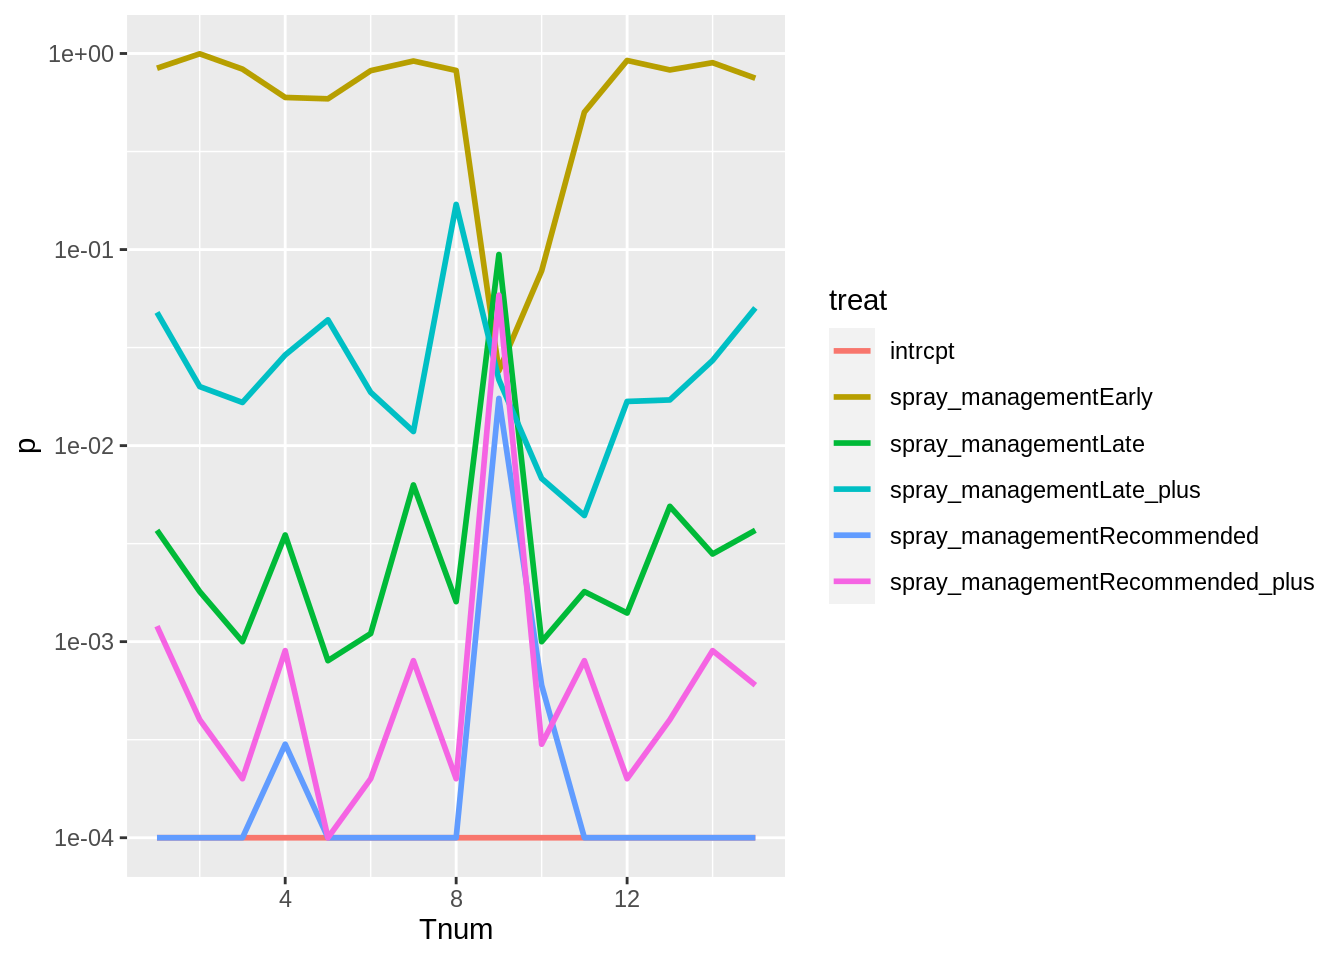 1e+00
1e-01
1e-02
1e-03
1e-04
p
4
8
12
Tnum
treat
intrcpt
spray_managementEarly
spray_managementLate
spray_managementLate_plus
spray_managementRecommended
spray_managementRecommended_plus